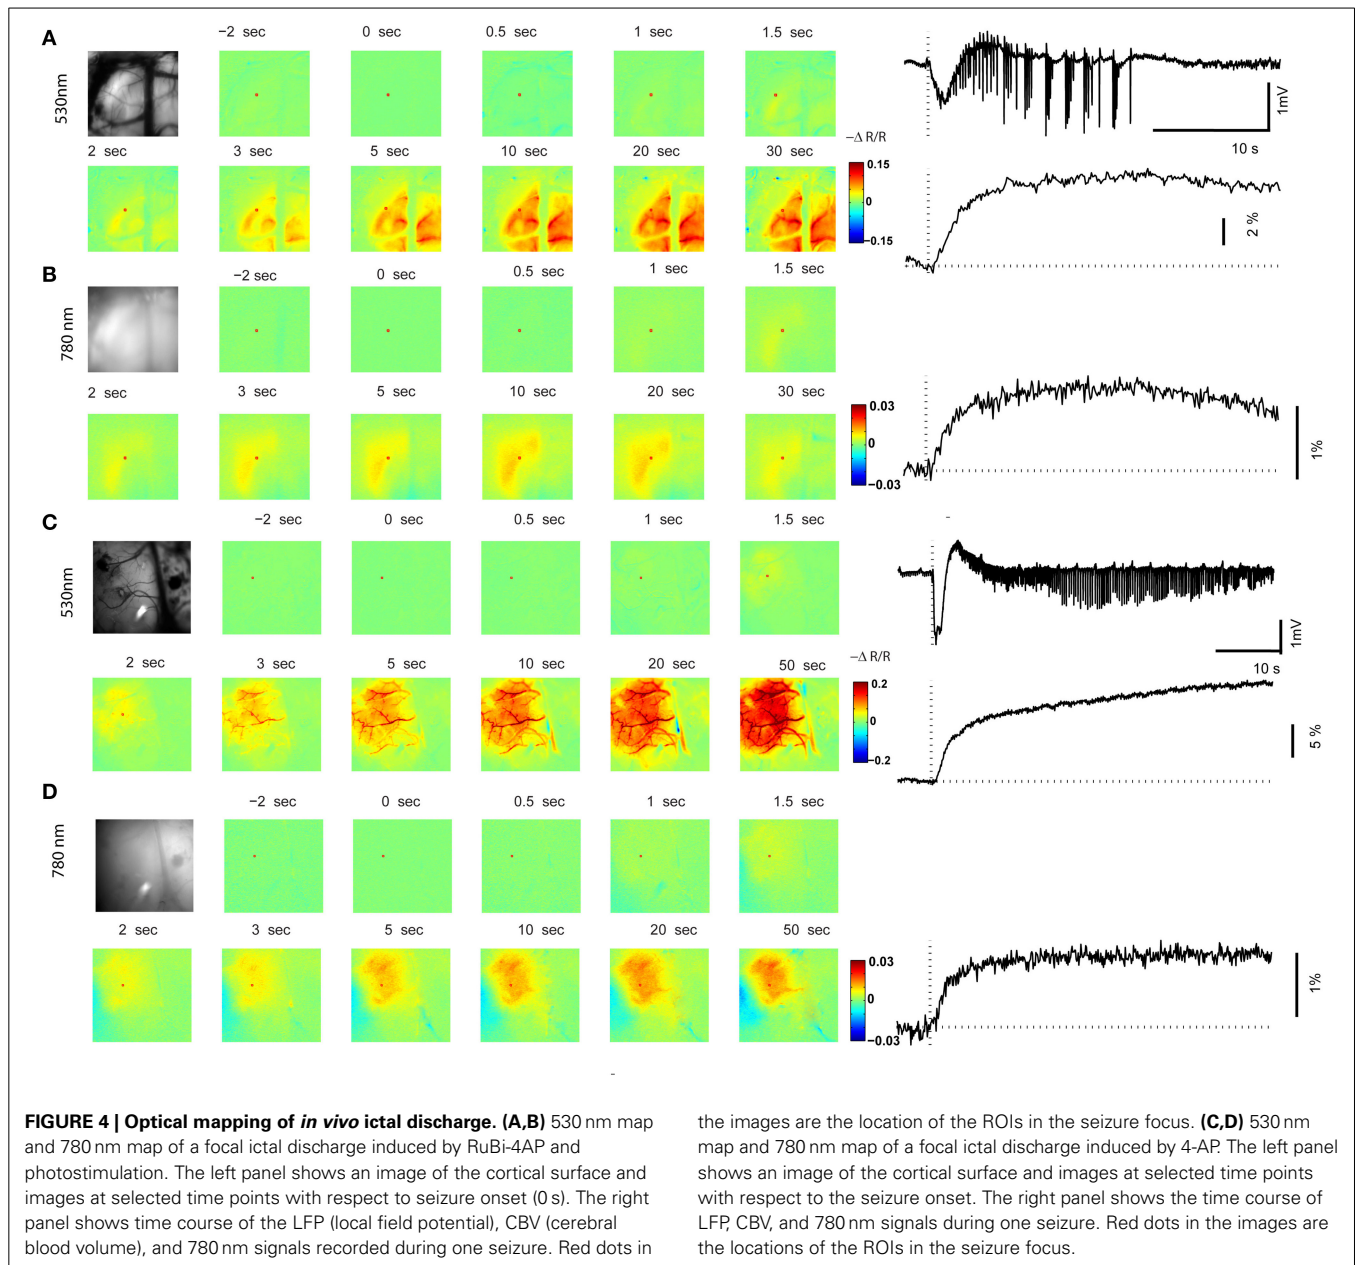 A
−2 sec
0 sec
0.5 sec
1 sec
1.5 sec
530nm
1mV
10 s
2 sec
3 sec
5 sec
10 sec
20 sec
30 sec
−Δ R/R
0.15
0
−0.15
2 %
B
−2 sec
0 sec
0.5 sec
1 sec
1.5 sec
780 nm
2 sec
3 sec
5 sec
10 sec
20 sec
30 sec
0.03
0
−0.03
1%
C
−2 sec
0 sec
0.5 sec
1 sec
1.5 sec
530nm
1mV
10 s
2 sec
3 sec
5 sec
10 sec
20 sec
50 sec
−Δ R/R
0.2
0
−0.2
5 %
D
−2 sec
0 sec
0.5 sec
1 sec
1.5 sec
780 nm
2 sec
3 sec
5 sec
10 sec
20 sec
50 sec
0.03
0
−0.03
1%
FIGURE 4 | Optical mapping of in vivo ictal discharge. (A,B) 530 nm map
and 780 nm map of a focal ictal discharge induced by RuBi-4AP and
photostimulation. The left panel shows an image of the cortical surface and
images at selected time points with respect to seizure onset (0 s). The right
panel shows time course of the LFP (local field potential), CBV (cerebral
blood volume), and 780 nm signals recorded during one seizure. Red dots in
the images are the location of the ROIs in the seizure focus. (C,D) 530 nm
map and 780 nm map of a focal ictal discharge induced by 4-AP. The left panel
shows an image of the cortical surface and images at selected time points
with respect to the seizure onset. The right panel shows the time course of
LFP, CBV, and 780 nm signals during one seizure. Red dots in the images are
the locations of the ROIs in the seizure focus.